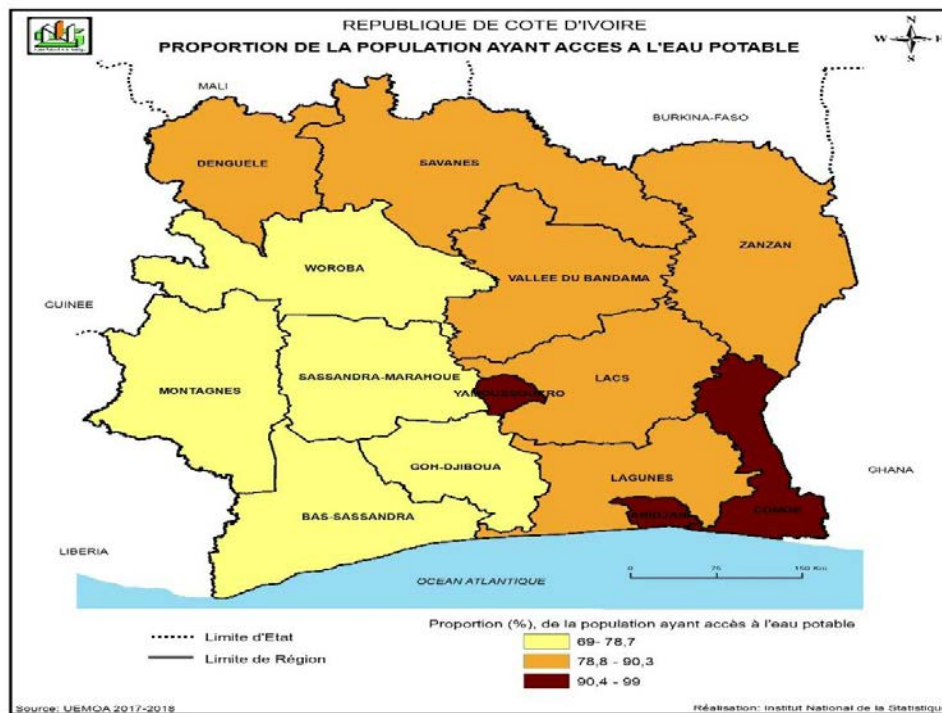 REPUBLIQUE DE COTE D'IVOIRE
PROPORTION DE LA POPULATION AYANT ACCES A L'EAU POTABLE
N
W
E
S
MALI
BURKINA-FASO
DENGUELE
SAVANES
ZANZAN
WOROBA
VALLEE DU BANDAMA
GUINEE
MONTAGNES
SASSANDRA-MARAHOUE
LACS
YAMOUSSOUKRO
GOH-DJIBOUA
LAGUNES
GHANA
BAS-SASSANDRA
ABIDJAN
COMOE
LIBERIA
OCEAN ATLANTIQUE
0 75 150 Km
Proportion (%), de la population ayant accès à l'eau potable
Limite d'Etat
69- 78,7
Limite de Région
78,8 - 90,3
90,4 - 99
Source: UEMOA 2017-2018
Réalisation: Institut National de la Statistique